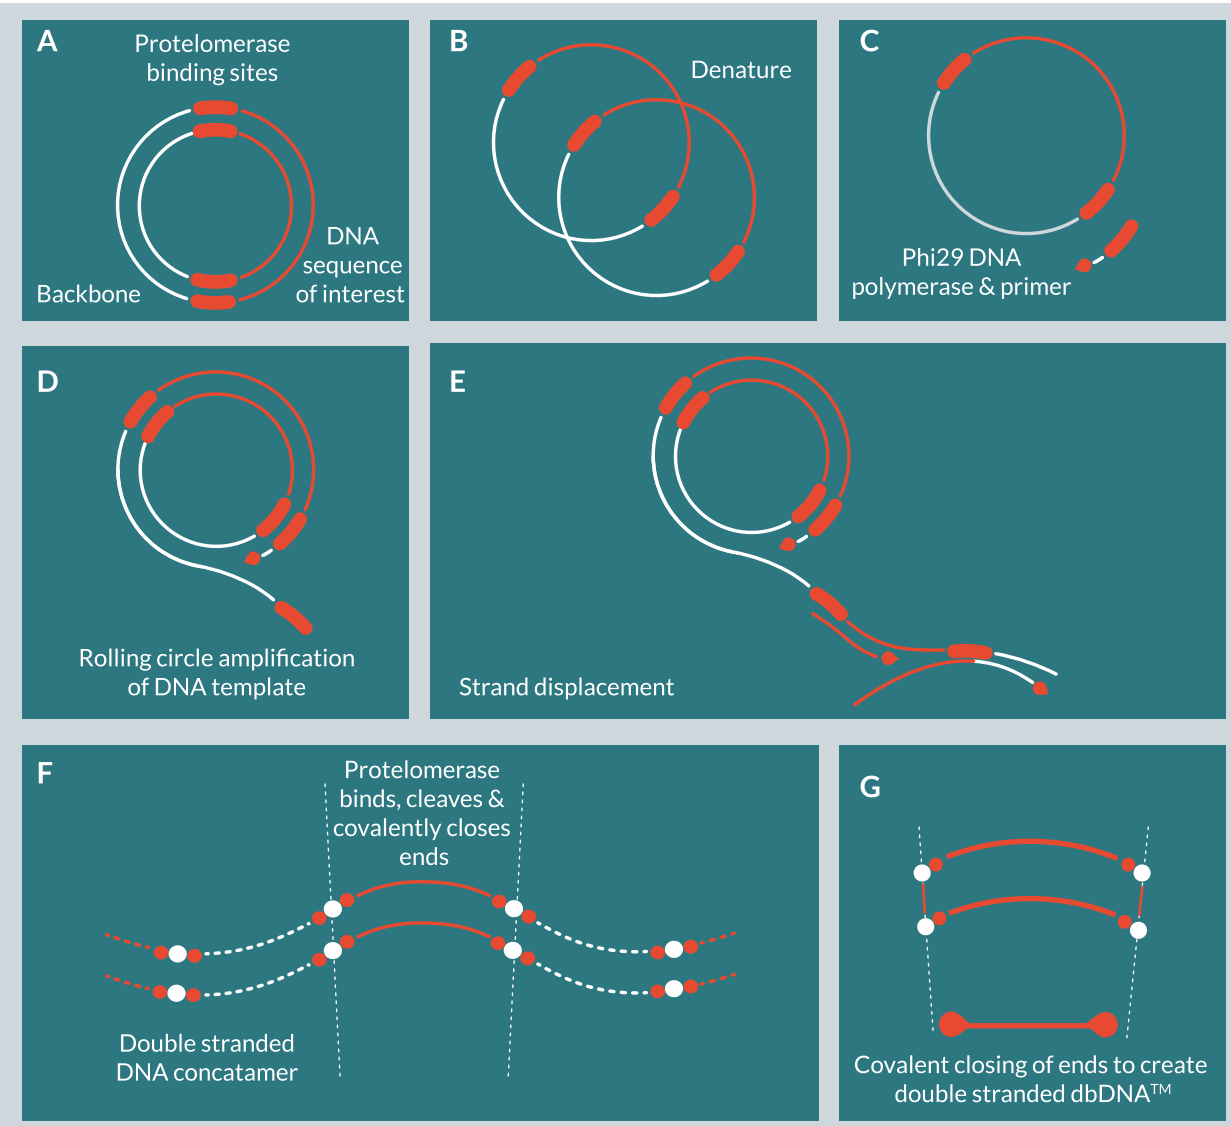 A
Protelomerase
binding sites
DNA
sequence
of interest
Backbone
B
Denature
C
Phi29 DNA
polymerase & primer
D
Rolling circle amplification
of DNA template
E
Strand displacement
F
Protelomerase
binds, cleaves &
covalently closes
ends
Double stranded
DNA concatamer
G
Covalent closing of ends to create
double stranded dbDNA™